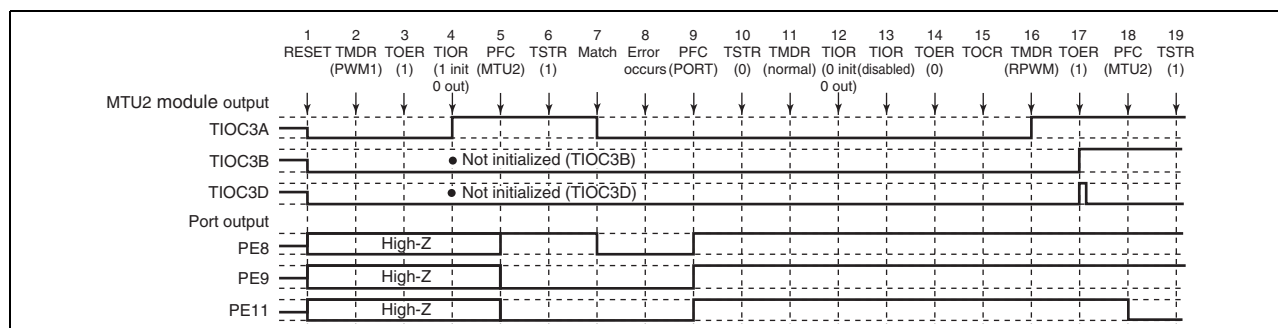 1 2 3 4 5 6 7 8 9 10 11 12 13 14 15 16 17 18 19
RESET TMDR TOER TIOR PFC TSTR Match Error PFC TSTR TMDR TIOR TIOR TOER TOCR TMDR TOER PFC TSTR
(PWM1) (1) (1 init (MTU2) (1) occurs (PORT) (0) (normal) (0 init (disabled) (0) (RPWM) (1) (MTU2) (1)
0 out) 0 out)
MTU2 module output
TIOC3A
TIOC3B ● Not initialized (TIOC3B)
TIOC3D ● Not initialized (TIOC3D)
Port output
PE8 High-Z
PE9 High-Z
PE11 High-Z